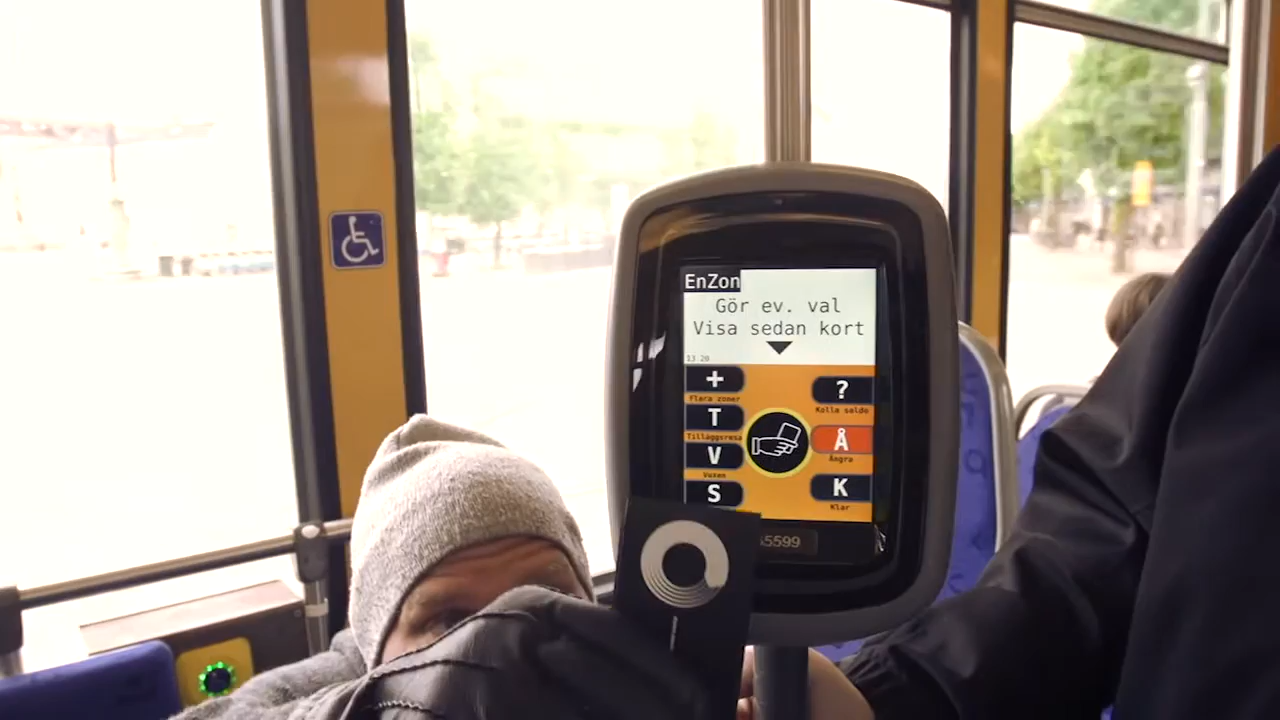 EnZon
Gör ev. val
Visa sedan kort
13 20
+
flera zoner
T
Tilläggsresa
V
Vuxen
S
?
Kolla saldo
Å
Ångra
K
Klar
5599